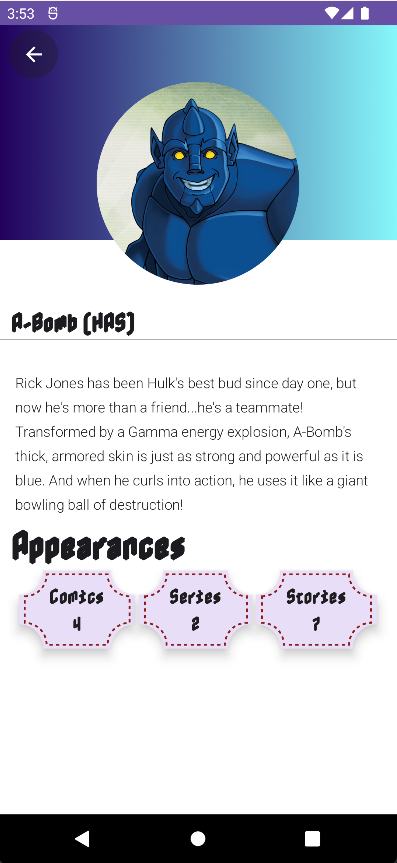 3:53
A-Bomb (HAS)
Rick Jones has been Hulk's best bud since day one, but
now he's more than a friend...he's a teammate!
Transformed by a Gamma energy explosion, A-Bomb's
thick, armored skin is just as strong and powerful as it is
blue. And when he curls into action, he uses it like a giant
bowling ball of destruction!
Appearances
Comics Series Stories
4 2 7